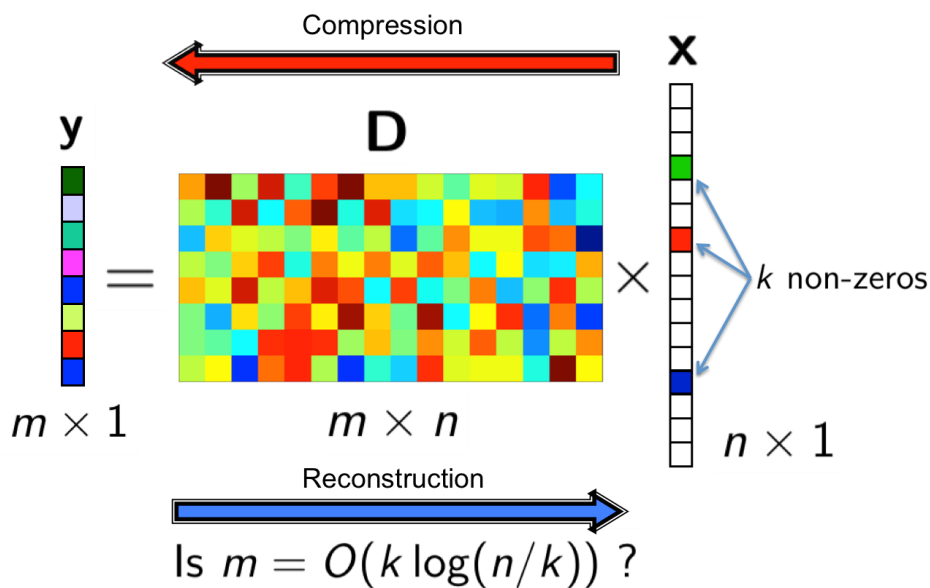 Compression
x
y
D
=
×
k non-zeros
m × 1
m × n
n × 1
Reconstruction
Is m = O(k log(n/k)) ?